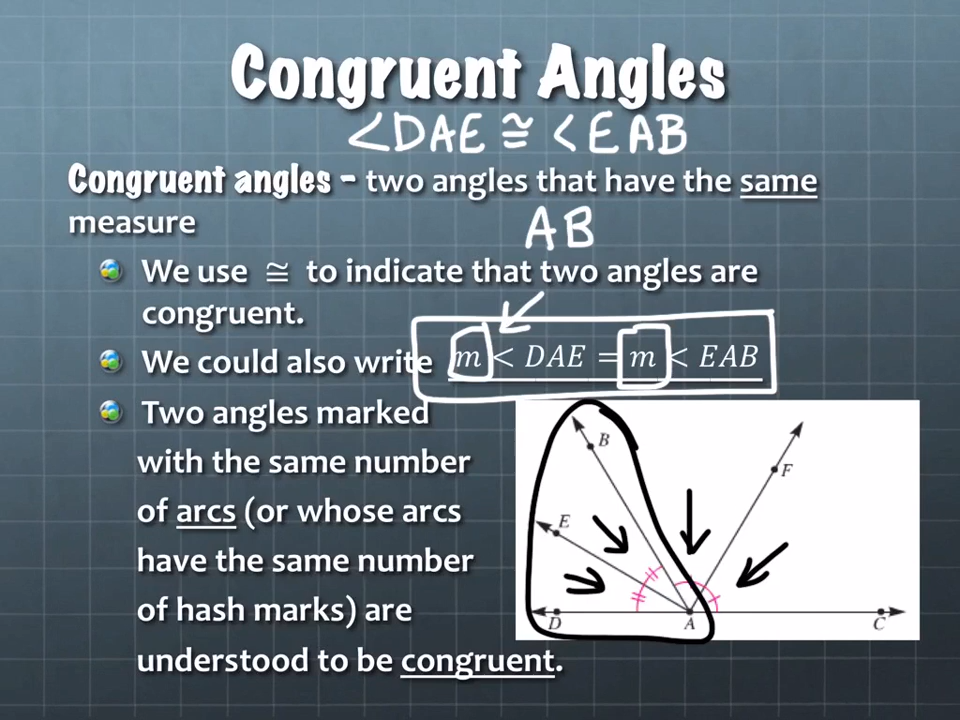 Congruent Angles
<DAE ≅ <EAB
Congruent angles - two angles that have the same
measure
AB
We use ≅ to indicate that two angles are
congruent.
We could also write m < DAE = m < EAB
Two angles marked
with the same number
of arcs (or whose arcs
have the same number
of hash marks) are
understood to be congruent.
B
F
E
D
A
C